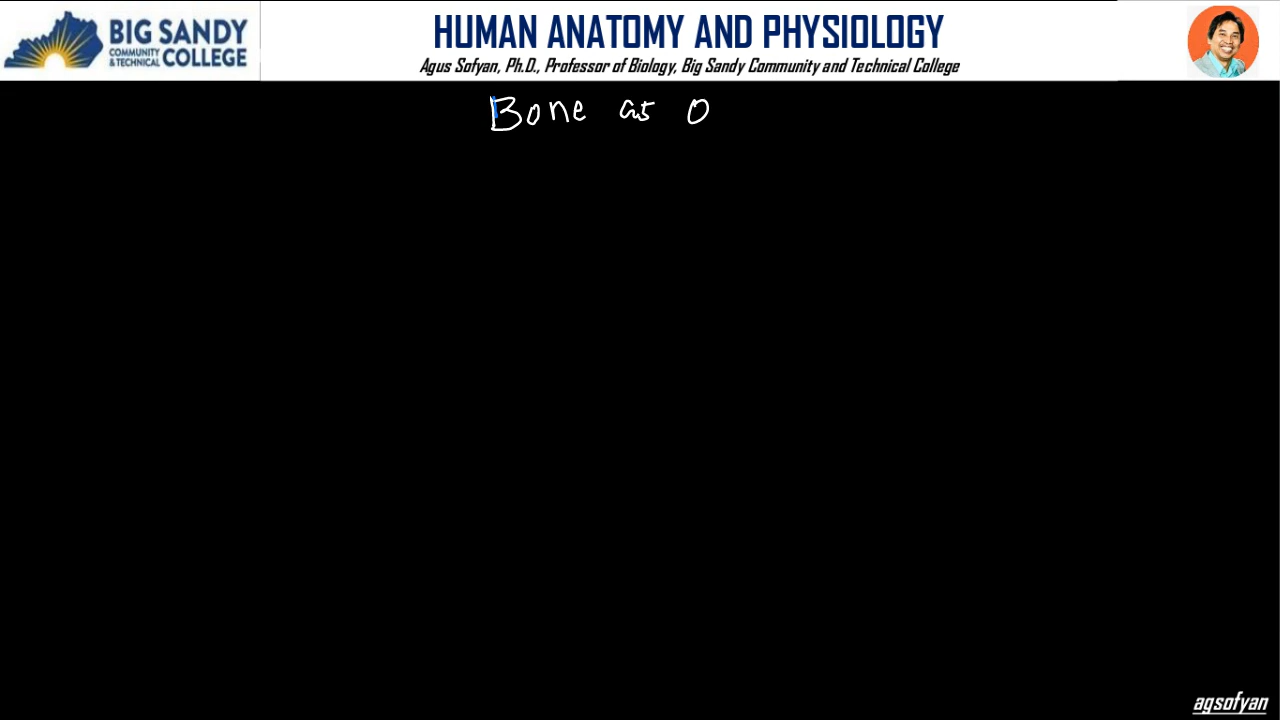 BIG SANDY
COMMUNITY & TECHNICAL COLLEGE
HUMAN ANATOMY AND PHYSIOLOGY
Agus Sofyan, Ph.D., Professor of Biology, Big Sandy Community and Technical College
Bone as O
agsofyan